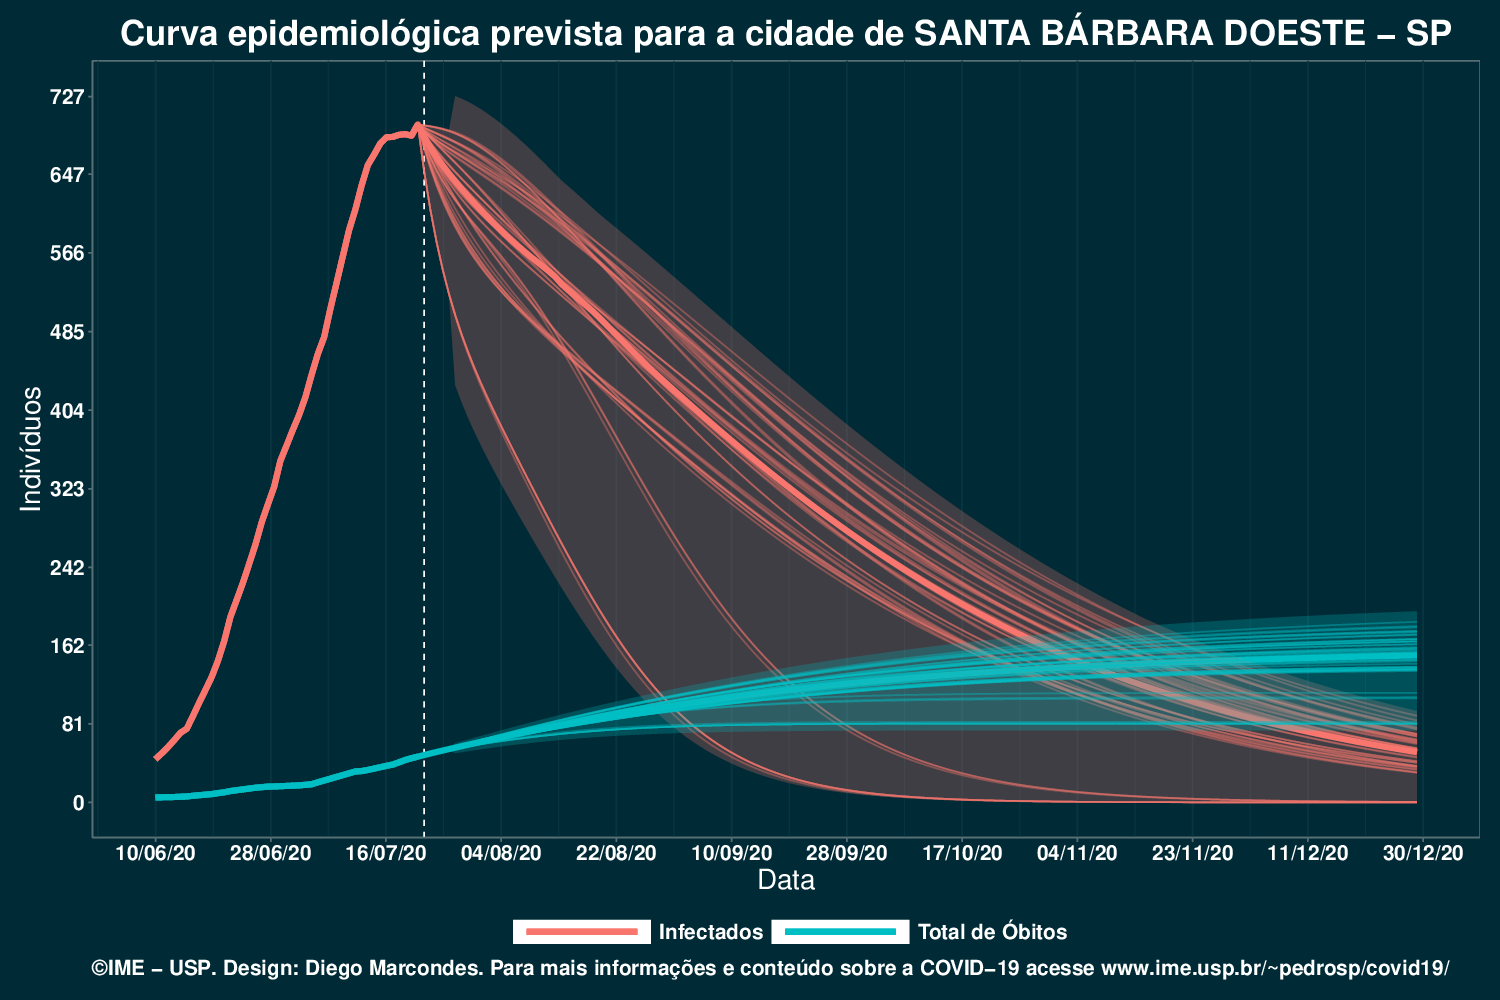 Curva epidemiológica prevista para a cidade de SANTA BÁRBARA DOESTE – SP
Indivíduos
727
647
566
485
404
323
242
162
81
0
10/06/20 28/06/20 16/07/20 04/08/20 22/08/20 10/09/20 28/09/20 17/10/20 04/11/20 23/11/20 11/12/20 30/12/20
Data
Infectados Total de Óbitos
©IME – USP. Design: Diego Marcondes. Para mais informações e conteúdo sobre a COVID–19 acesse www.ime.usp.br/~pedrosp/covid19/